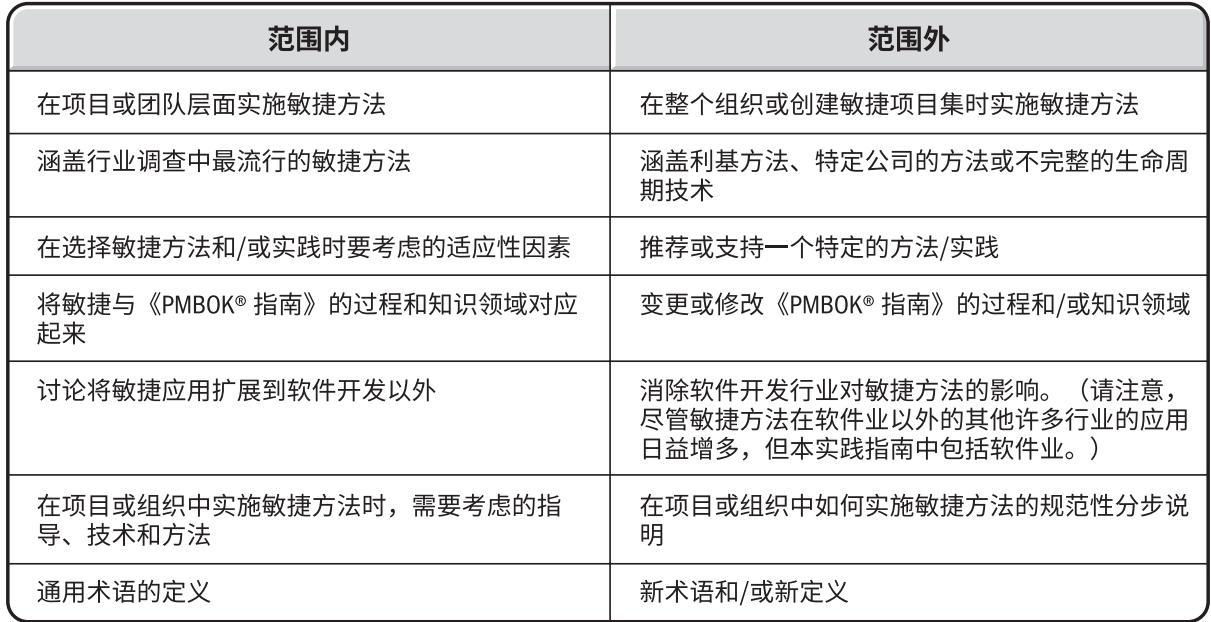 范围内
范围外
在项目或团队层面实施敏捷方法
在整个组织或创建敏捷项目集时实施敏捷方法
涵盖行业调查中最流行的敏捷方法
涵盖利基方法、特定公司的方法或不完整的生命周
期技术
在选择敏捷方法和/或实践时要考虑的适应性因素
推荐或支持一个特定的方法/实践
将敏捷与《PMBOK® 指南》的过程和知识领域对应
起来
变更或修改《PMBOK® 指南》的过程和/或知识领域
讨论将敏捷应用扩展到软件开发以外
消除软件开发行业对敏捷方法的影响。（请注意，
尽管敏捷方法在软件业以外的其他许多行业的应用
日益增多，但本实践指南中包括软件业。）
在项目或组织中实施敏捷方法时，需要考虑的指
导、技术和方法
在项目或组织中如何实施敏捷方法的规范性分步说
明
通用术语的定义
新术语和/或新定义